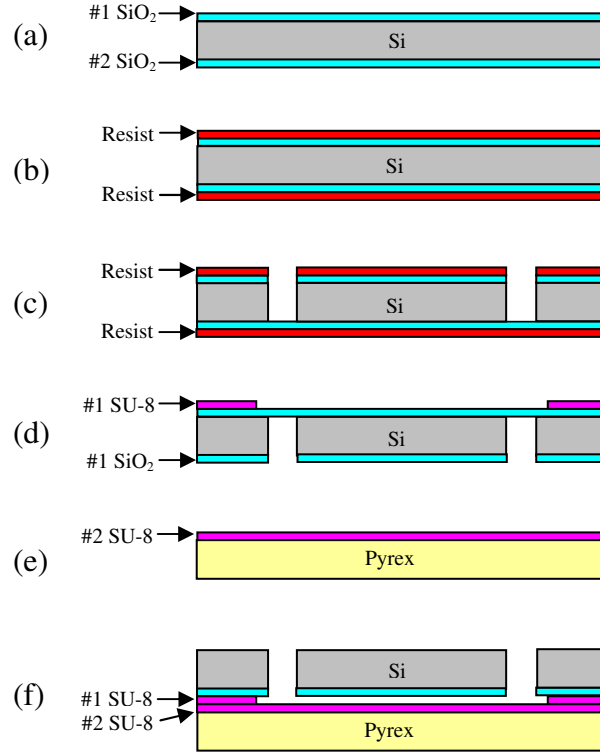 #1 SiO₂
(a)
Si
#2 SiO₂
Resist
(b)
Si
Resist
Resist
(c)
Si
Resist
#1 SU-8
(d)
Si
#1 SiO₂
#2 SU-8
(e)
Pyrex
(f)
Si
#1 SU-8
#2 SU-8
Pyrex